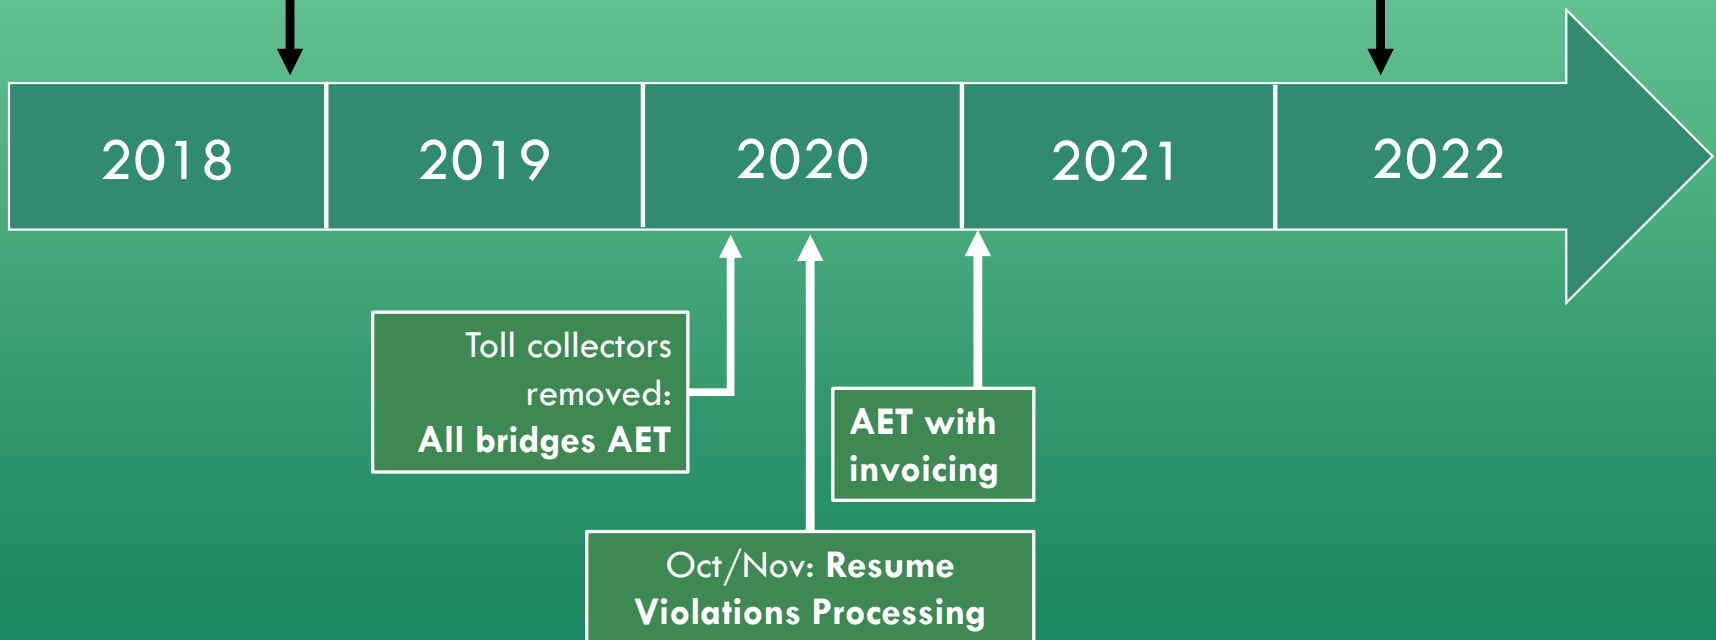 2018
2019
2020
2021
2022
Toll collectors
removed:
All bridges AET
AET with
invoicing
Oct/Nov: Resume
Violations Processing